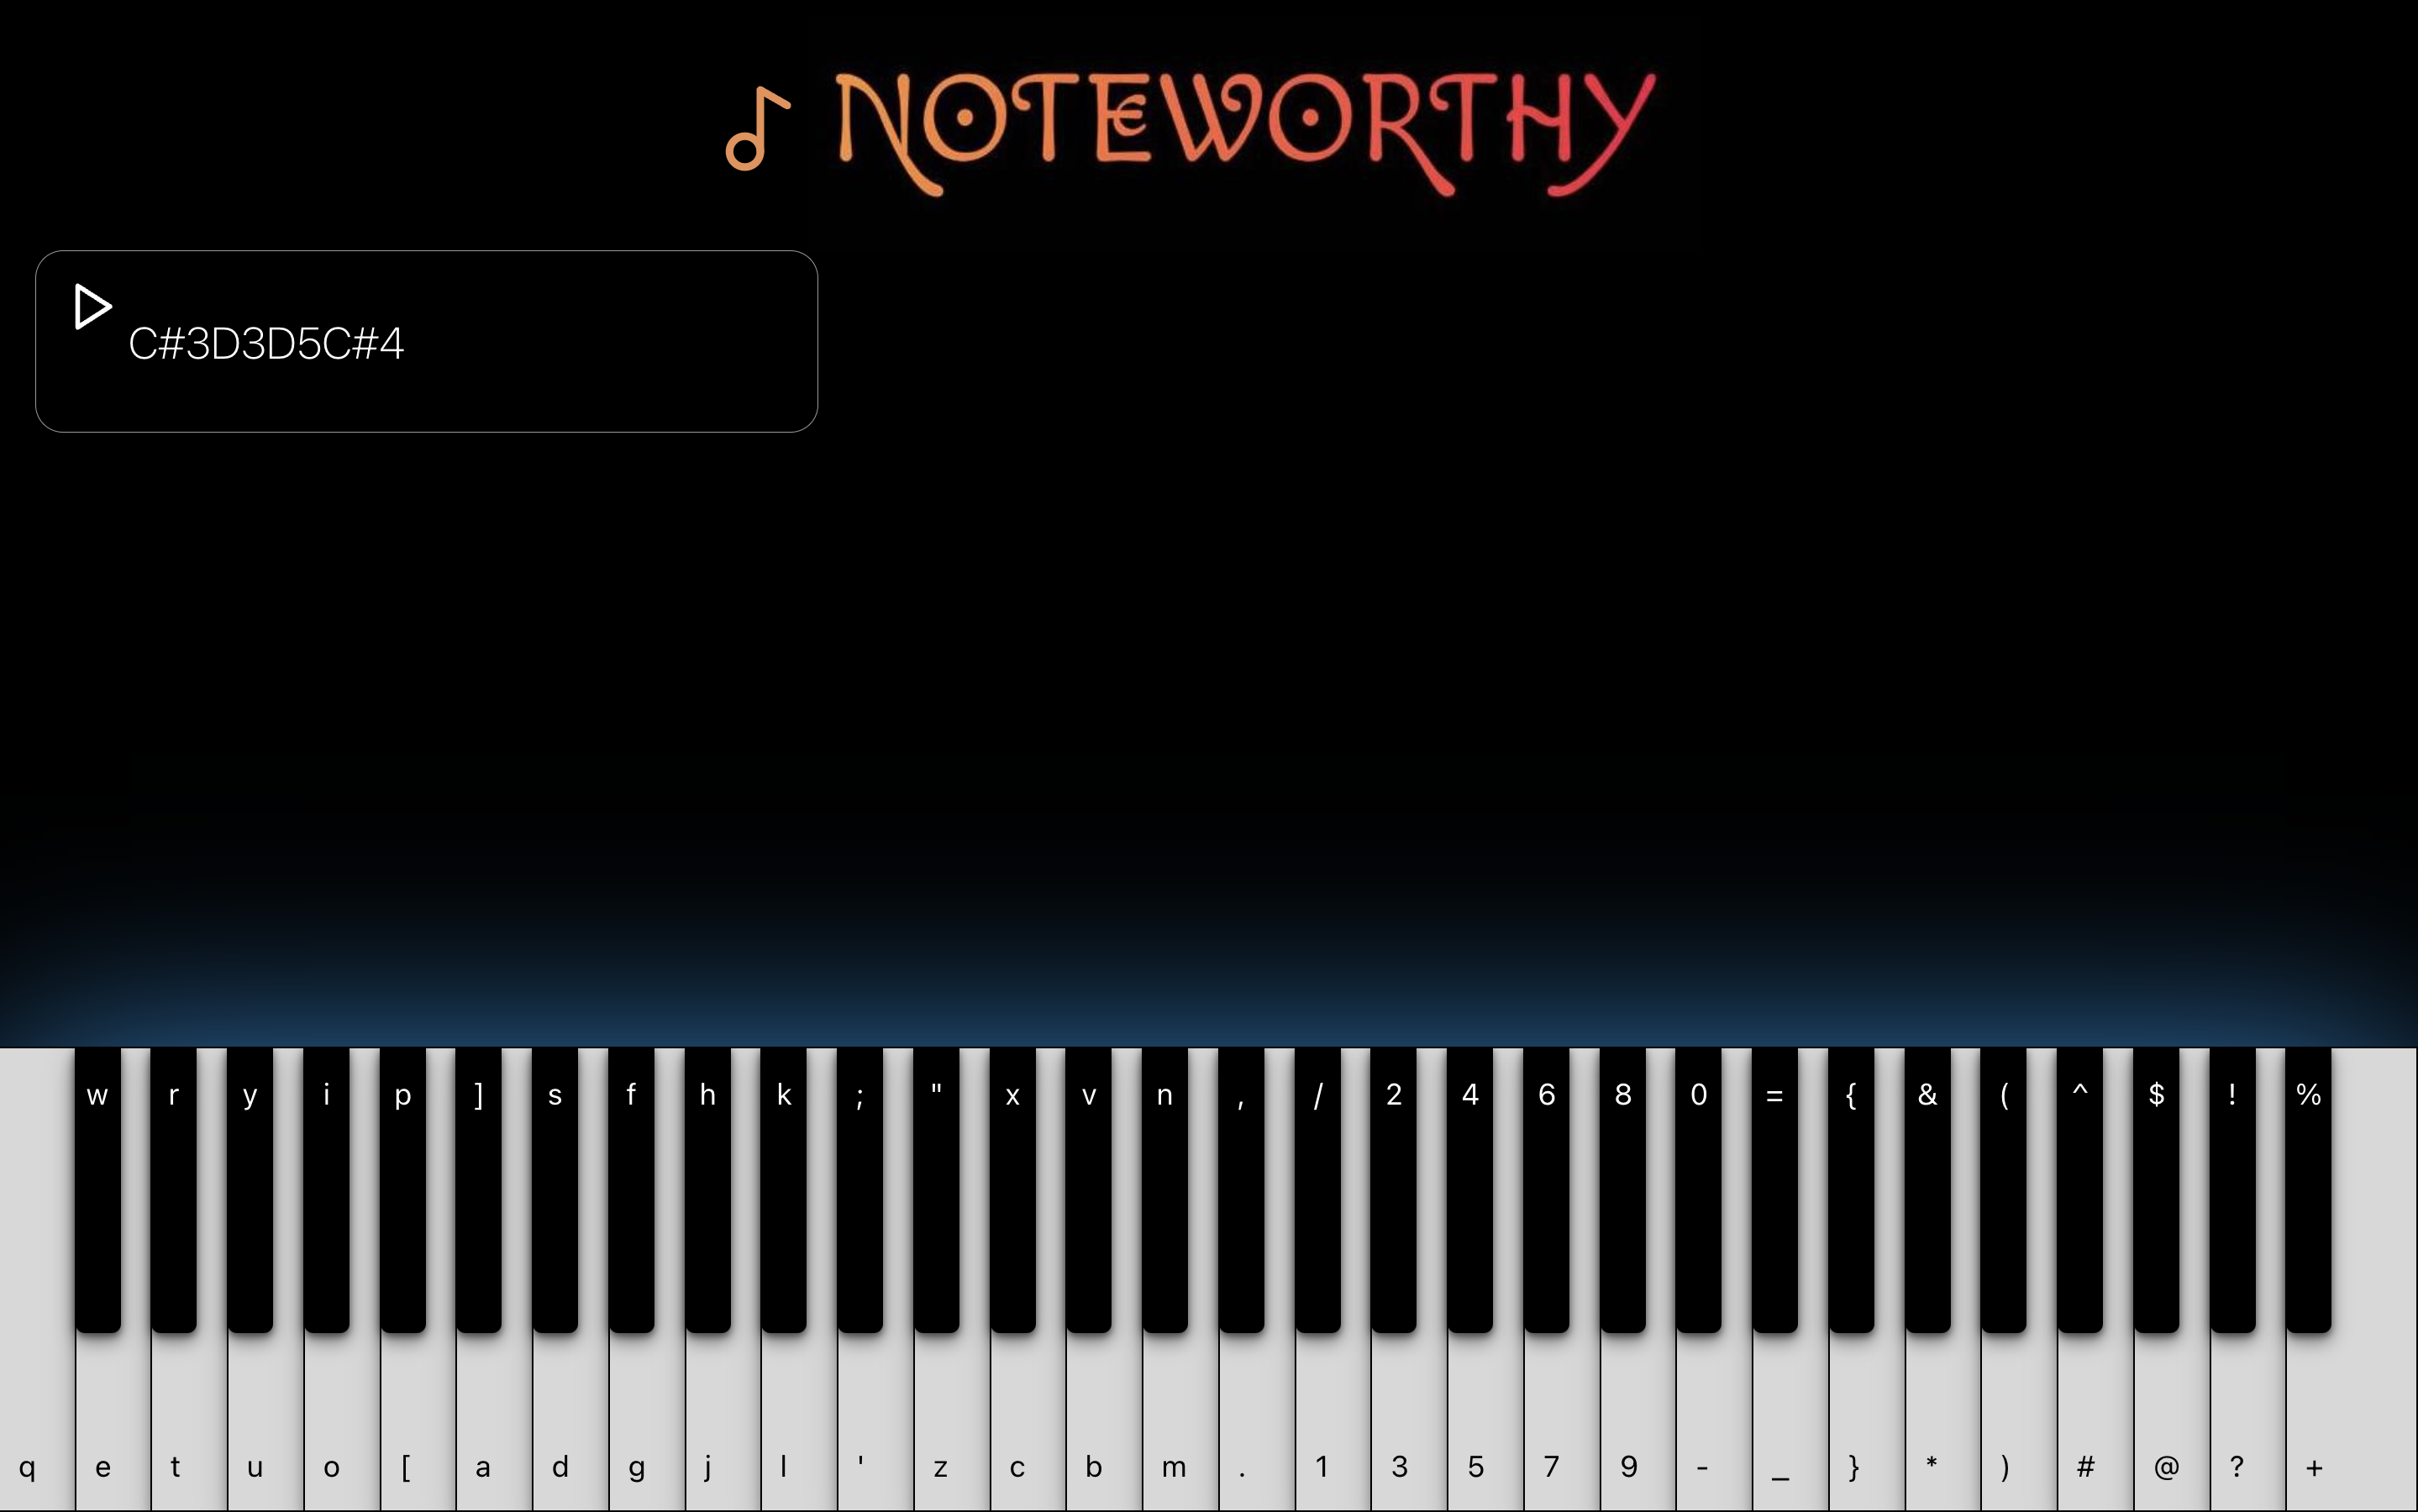 NOTEWORTHY
C#3D3D5C#4
w r y i p ] s f h k ; " x v n , / 2 4 6 8 0 = { & ( ^ $ ! %
q e t u o [ a d g j l ' z c b m . 1 3 5 7 9 - _ } * ) # @ ? +